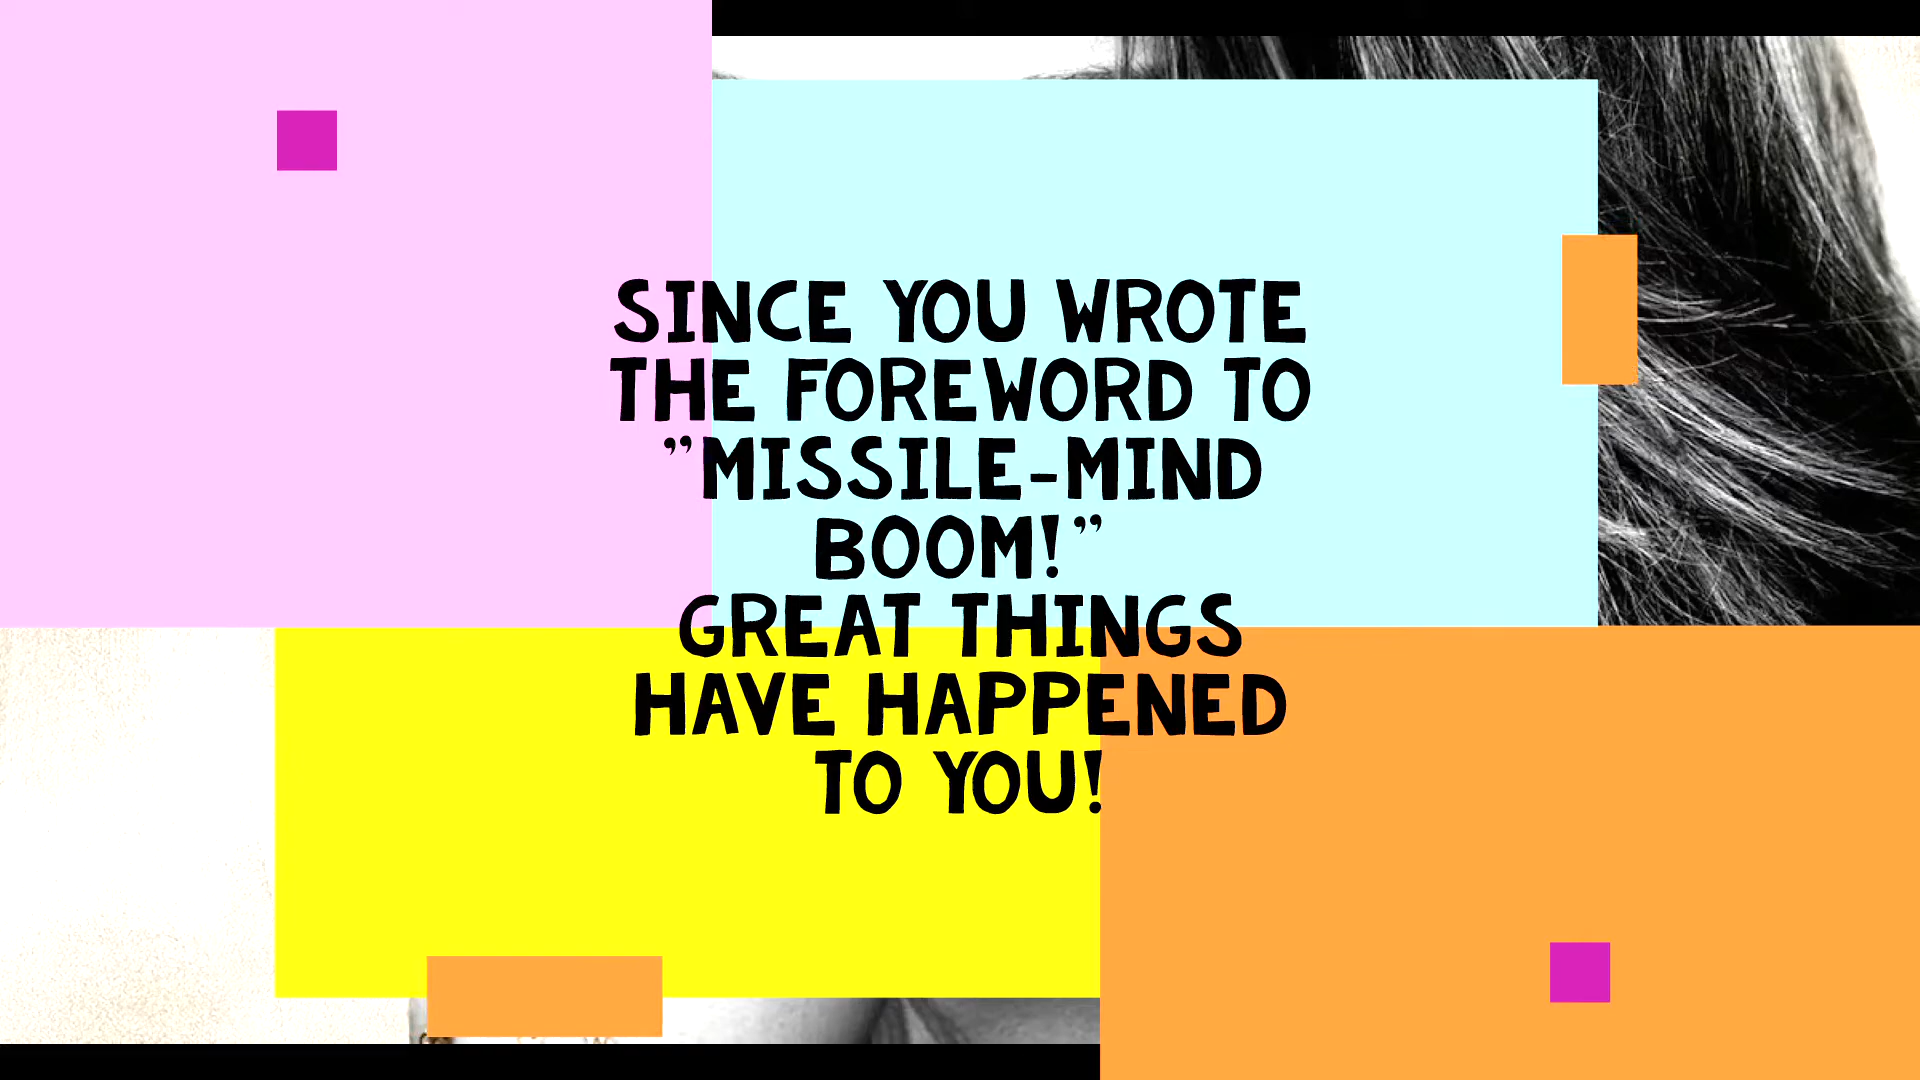 SINCE YOU WROTE
THE FOREWORD TO
”MISSILE-MIND
BOOM!”
GREAT THINGS
HAVE HAPPENED
TO YOU!